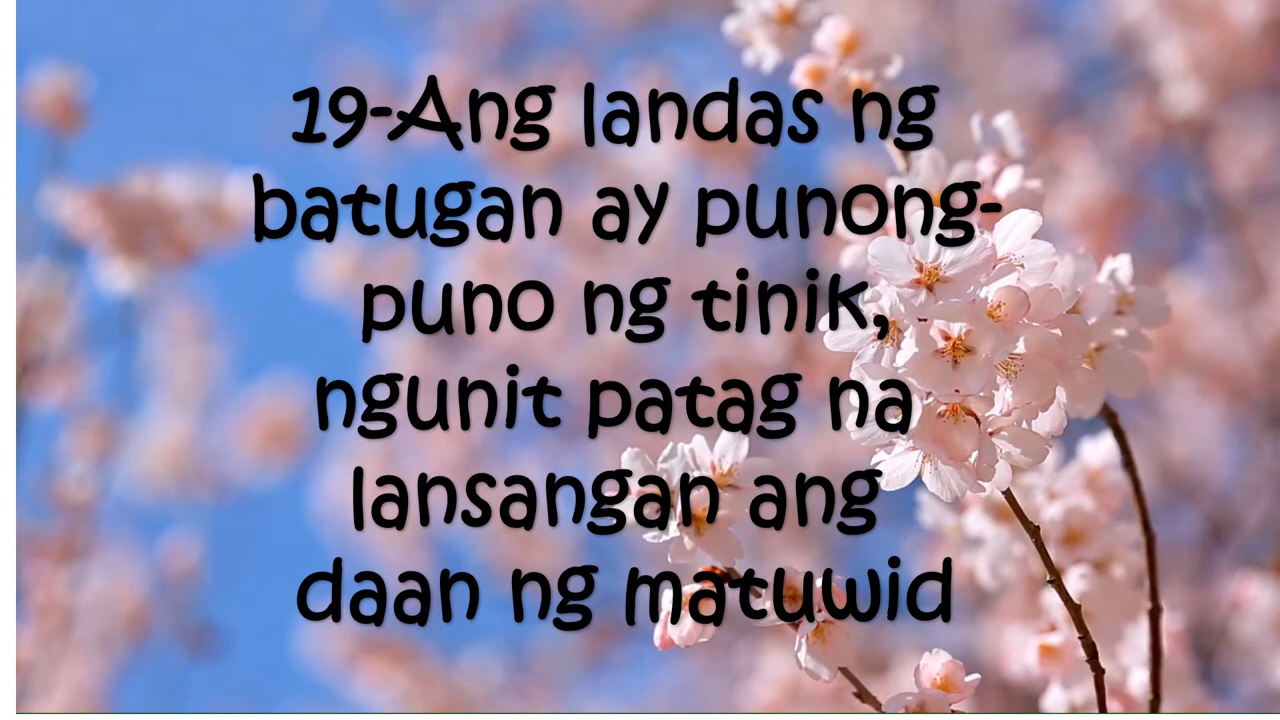 19-Ang landas ng
batugan ay punong-
puno ng tinik,
ngunit patag na
lansangan ang
daan ng matuwid